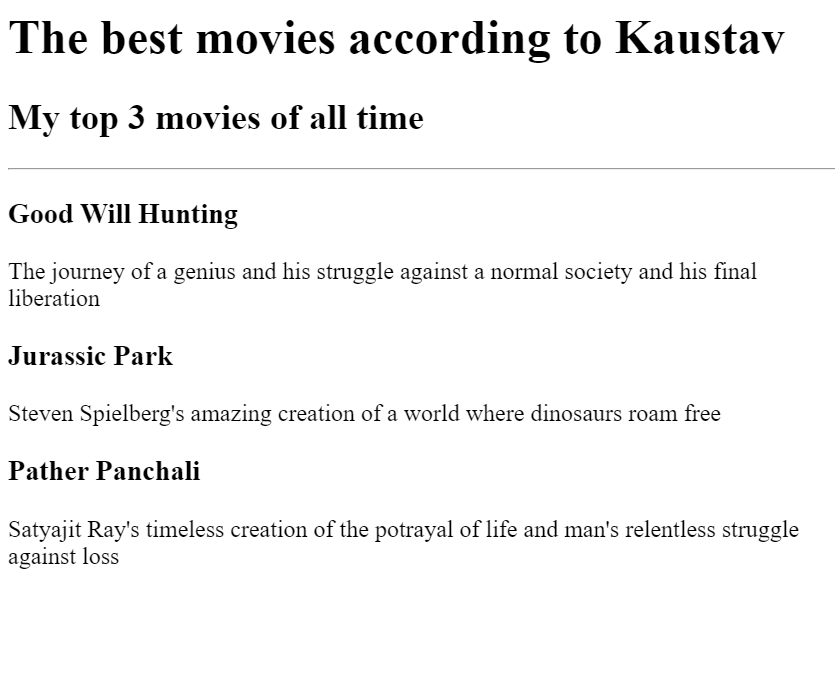 The best movies according to Kaustav
My top 3 movies of all time
Good Will Hunting
The journey of a genius and his struggle against a normal society and his final
liberation
Jurassic Park
Steven Spielberg's amazing creation of a world where dinosaurs roam free
Pather Panchali
Satyajit Ray's timeless creation of the potrayal of life and man's relentless struggle
against loss